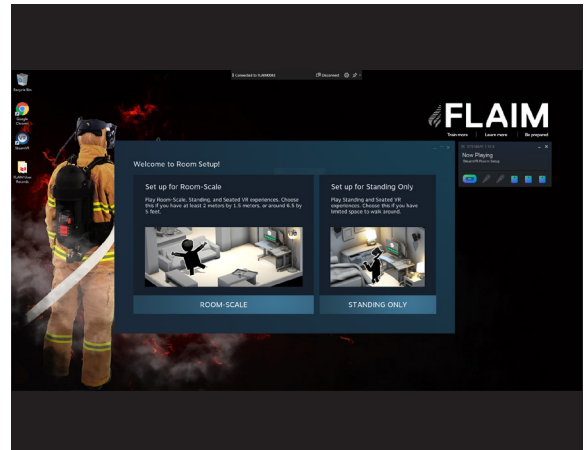 Disconnect
Recycle Bin
Google
Chrome
SteamVR
FLAIM
Train more
Learn more
Be prepared
Now Playing
SteamVR Room Setup
Welcome to Room Setup!
Set up for Room-Scale
Play Room-Scale, Standing, and Seated VR experiences. Choose
this if you have at least 2 meters by 1.5 meters, or around 6.5 by
5 feet.
ROOM-SCALE
Set up for Standing Only
Play Standing and Seated VR
experiences. Choose this if you have
limited space to walk around.
STANDING ONLY